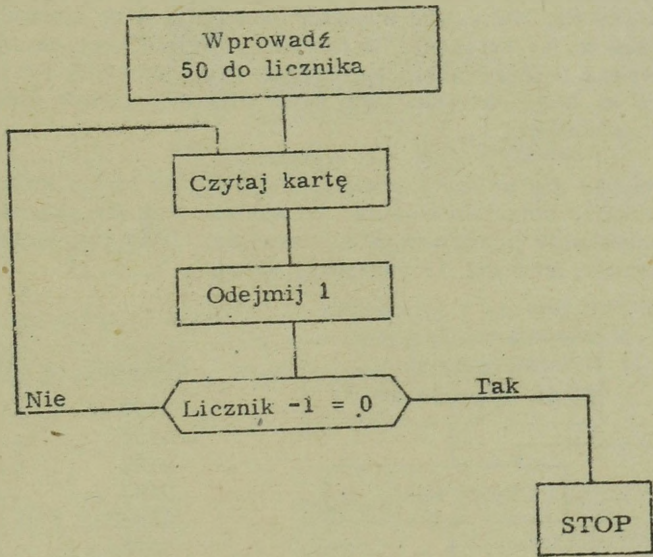 Wprowadź
50 do licznika
Czytaj kartę
Odejmij 1
Nie
Licznik -1 = 0
Tak
STOP